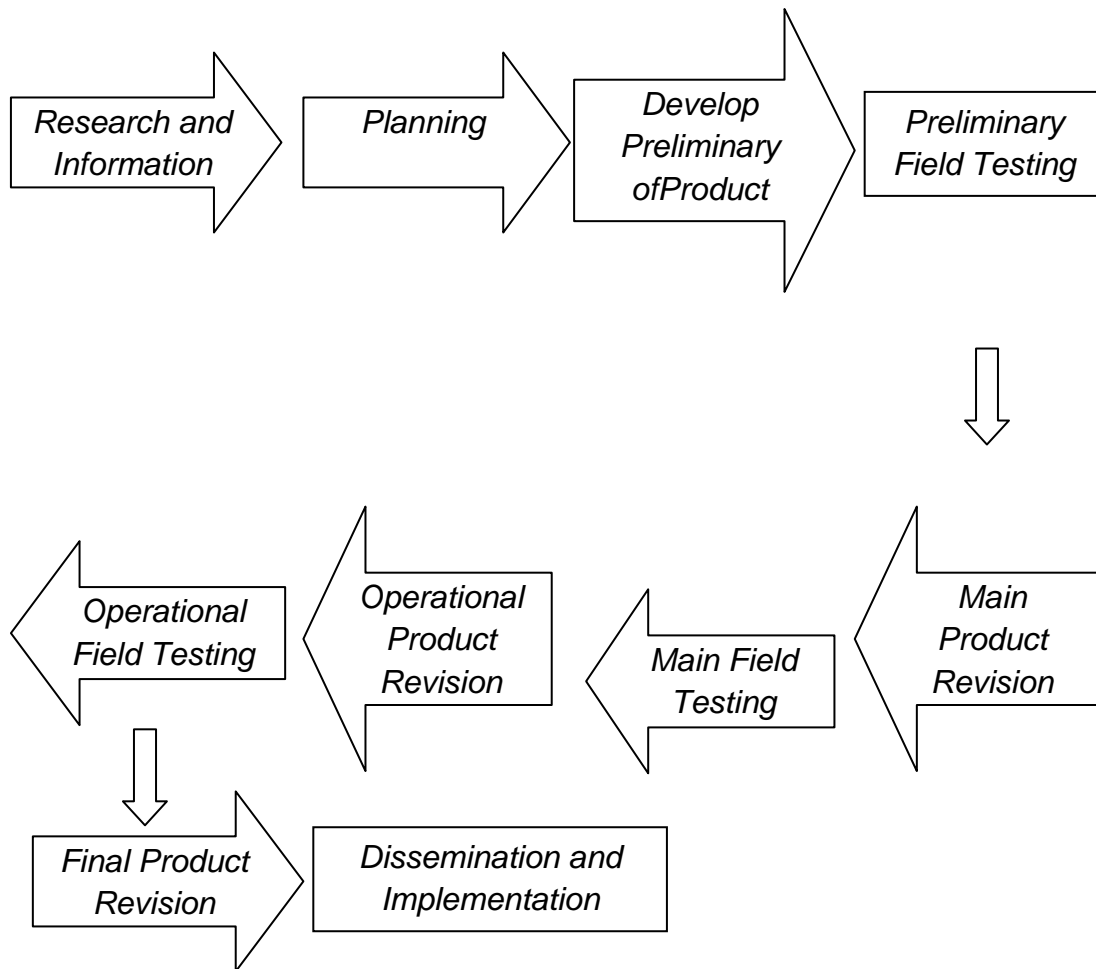 Research and
Information
Planning
Develop
Preliminary
ofProduct
Preliminary
Field Testing
Main
Product
Revision
Main Field
Testing
Operational
Product
Revision
Operational
Field Testing
Final Product
Revision
Dissemination and
Implementation